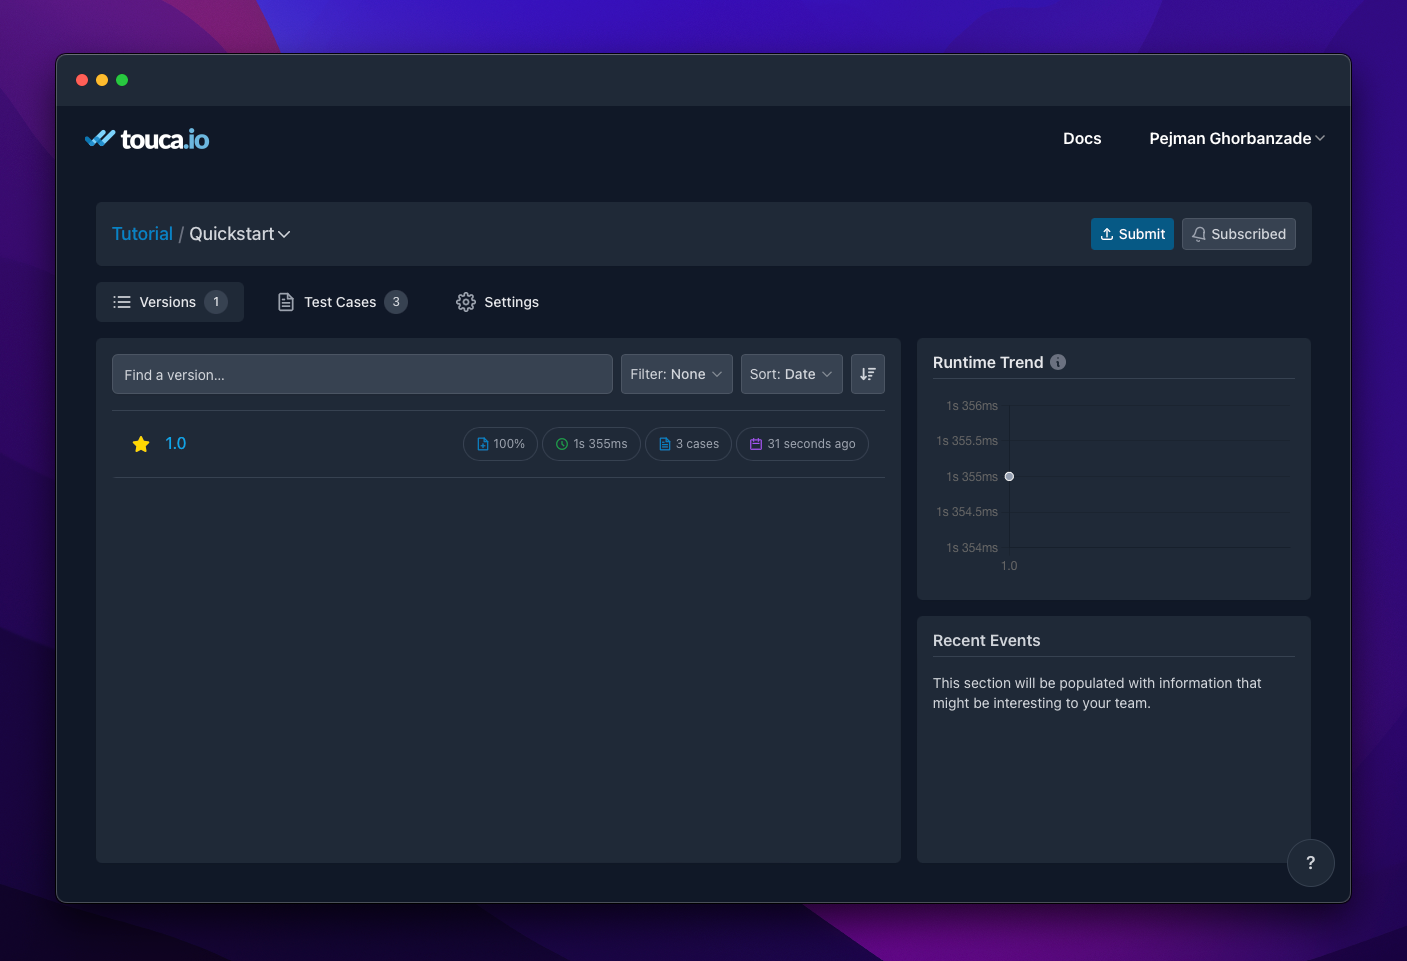 touca.io
Docs
Pejman Ghorbanzade
Tutorial / Quickstart
Submit
Subscribed
Versions 1
Test Cases 3
Settings
Find a version...
Filter: None
Sort: Date
1.0
100%
1s 355ms
3 cases
31 seconds ago
Runtime Trend
1s 356ms
1s 355.5ms
1s 355ms
1s 354.5ms
1s 354ms
1.0
Recent Events
This section will be populated with information that
might be interesting to your team.
?